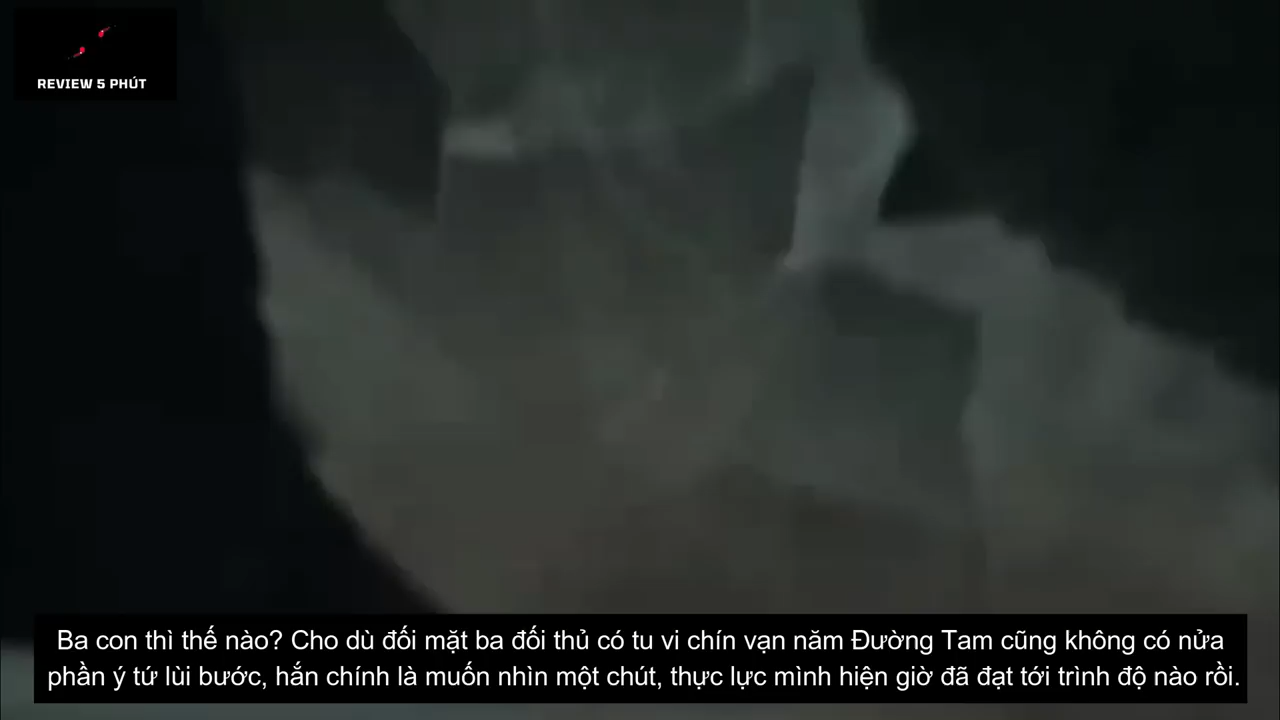 REVIEW 5 PHÚT
Ba con thì thế nào? Cho dù đối mặt ba đối thủ có tu vi chín vạn năm Đường Tam cũng không có nửa
phần ý tứ lùi bước, hắn chính là muốn nhìn một chút, thực lực mình hiện giờ đã đạt tới trình độ nào rồi.